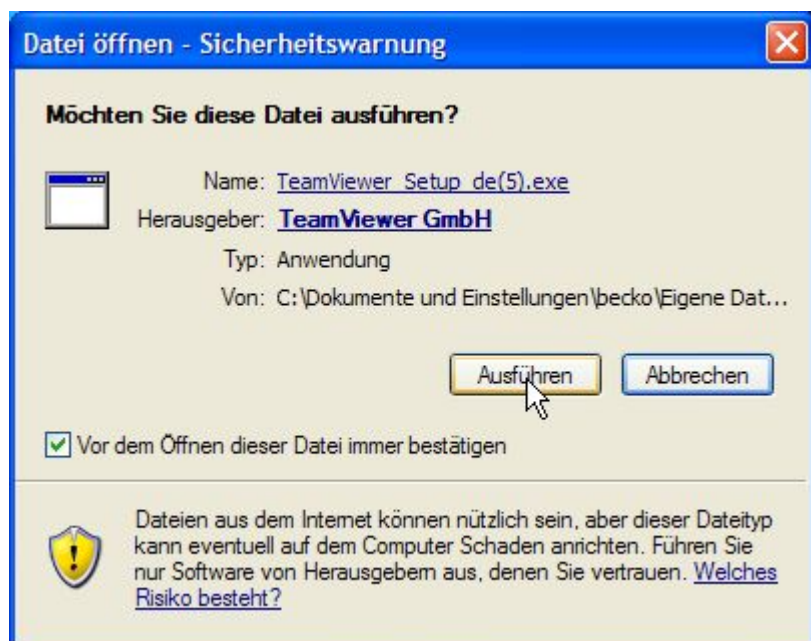 Datei öffnen - Sicherheitswarnung
Möchten Sie diese Datei ausführen?
Name: TeamViewer_Setup_de(5).exe
Herausgeber: TeamViewer GmbH
Typ: Anwendung
Von: C:\Dokumente und Einstellungen\becko\Eigene Dat...
Ausführen Abbrechen
Vor dem Öffnen dieser Datei immer bestätigen
Dateien aus dem Internet können nützlich sein, aber dieser Dateityp
kann eventuell auf dem Computer Schaden anrichten. Führen Sie
nur Software von Herausgebern aus, denen Sie vertrauen. Welches
Risiko besteht?